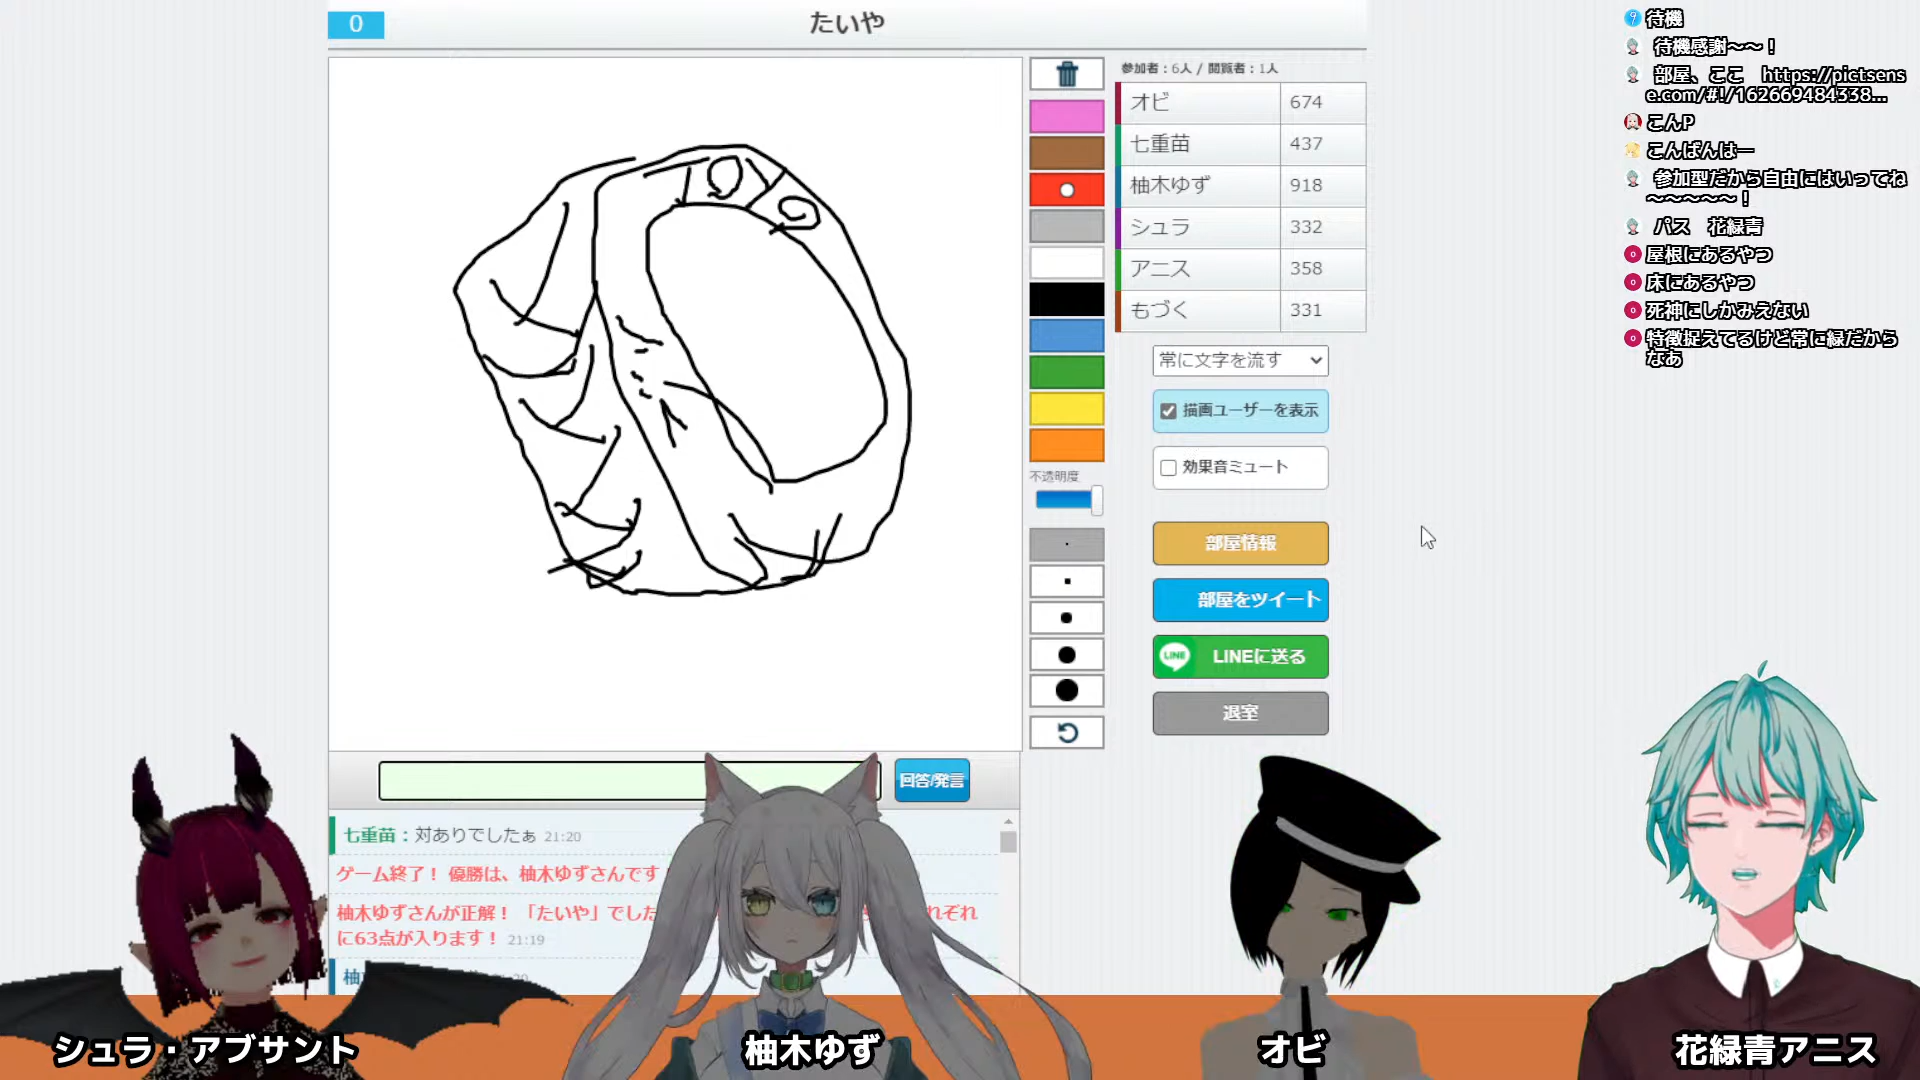 0
たいや
参加者：6人 / 閲覧者：1人
オビ 674
七重苗 437
柚木ゆず 918
シュラ 332
アニス 358
もづく 331
常に文字を流す
描画ユーザーを表示
効果音ミュート
不透明度
部屋情報
部屋をツイート
LINE LINEに送る
退室
回答/発言
七重苗：対ありでしたぁ 21:20
ゲーム終了！ 優勝は、柚木ゆずさんです
柚木ゆずさんが正解！「たいや」でした
れぞれ
に63点が入ります！ 21:19
柚
待機
待機感謝〜〜！
部屋、ここ　https://pictsens
e.com/#!/162669484338...
こんP
こんばんはー
参加型だから自由にはいってね
〜〜〜〜〜！
パス　花緑青
屋根にあるやつ
床にあるやつ
死神にしかみえない
特徴捉えてるけど常に緑だから
なあ
シュラ・アブサント
柚木ゆず
オビ
花緑青アニス